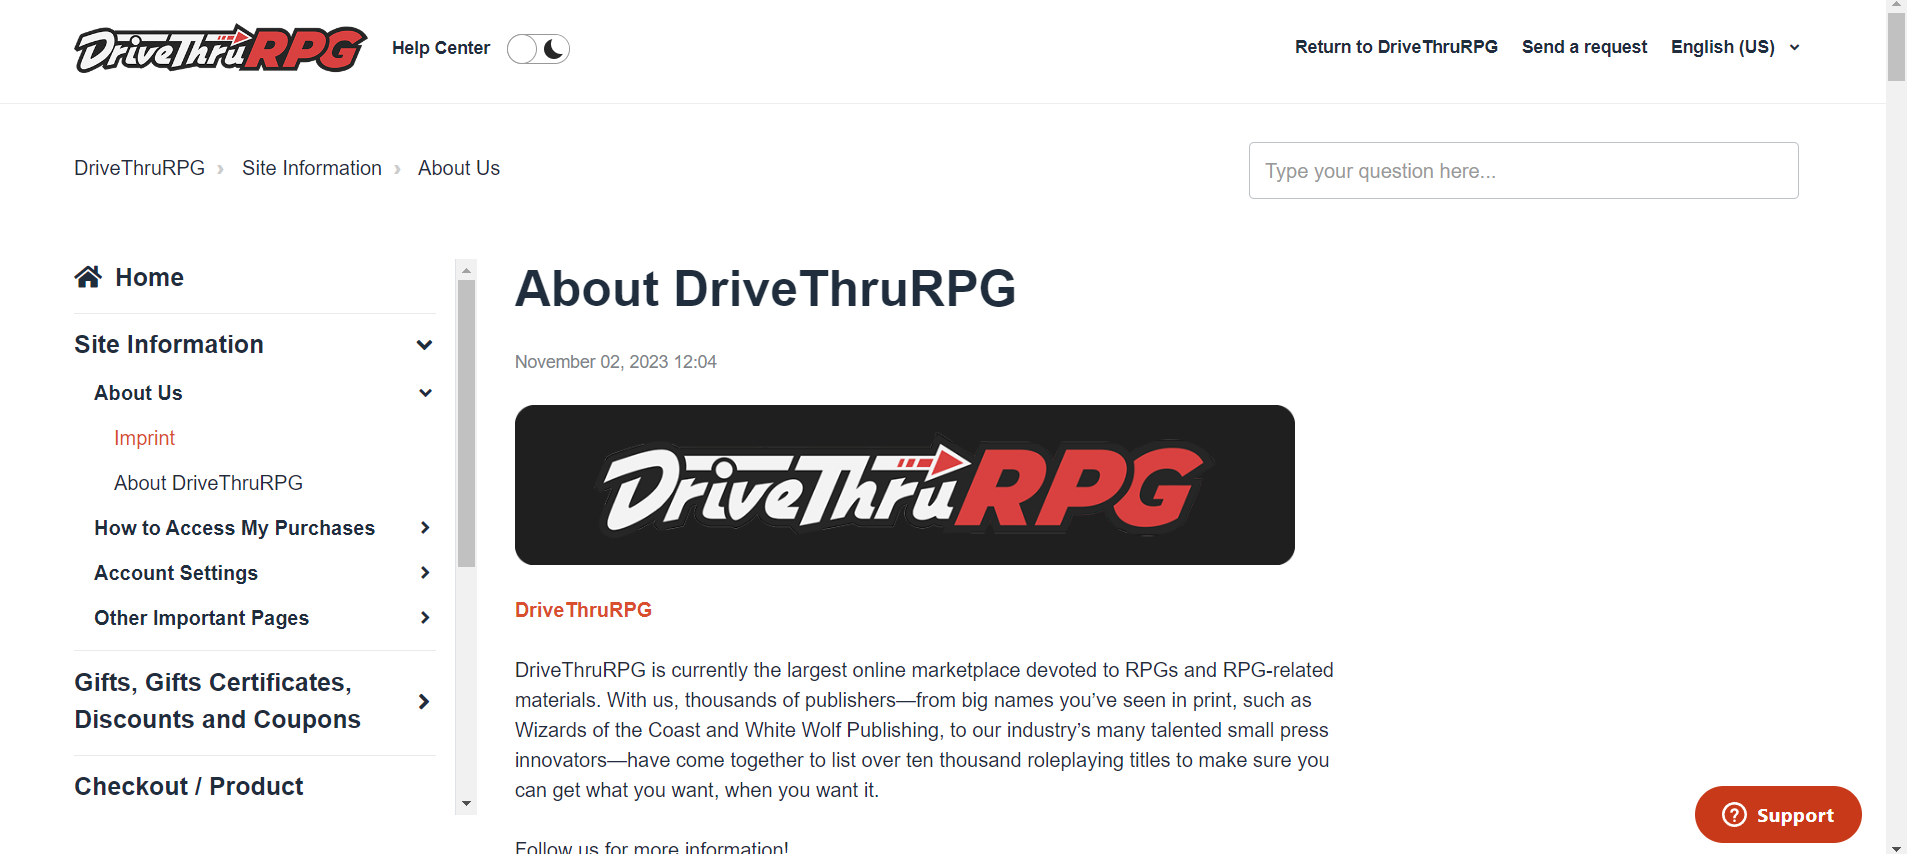 DriveThruRPG Help Center
Return to DriveThruRPG Send a request English (US)
DriveThruRPG › Site Information › About Us
Type your question here...
Home
Site Information
About Us
Imprint
About DriveThruRPG
How to Access My Purchases
Account Settings
Other Important Pages
Gifts, Gifts Certificates,
Discounts and Coupons
Checkout / Product
About DriveThruRPG
November 02, 2023 12:04
DriveThruRPG
DriveThruRPG
DriveThruRPG is currently the largest online marketplace devoted to RPGs and RPG-related
materials. With us, thousands of publishers—from big names you’ve seen in print, such as
Wizards of the Coast and White Wolf Publishing, to our industry’s many talented small press
innovators—have come together to list over ten thousand roleplaying titles to make sure you
can get what you want, when you want it.
Follow us for more information!
Support